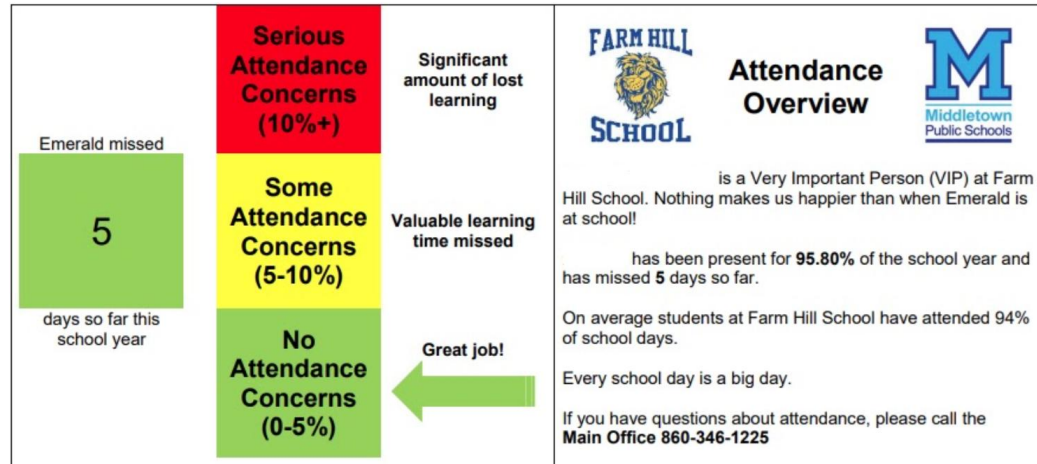 Emerald missed
5
days so far this
school year
Serious
Attendance
Concerns
(10%+)
Significant
amount of lost
learning
Some
Attendance
Concerns
(5-10%)
Valuable learning
time missed
No
Attendance
Concerns
(0-5%)
Great job!
FARM HILL
SCHOOL
Attendance
Overview
M
Middletown
Public Schools
is a Very Important Person (VIP) at Farm
Hill School. Nothing makes us happier than when Emerald is
at school!
has been present for 95.80% of the school year and
has missed 5 days so far.
On average students at Farm Hill School have attended 94%
of school days.
Every school day is a big day.
If you have questions about attendance, please call the
Main Office 860-346-1225